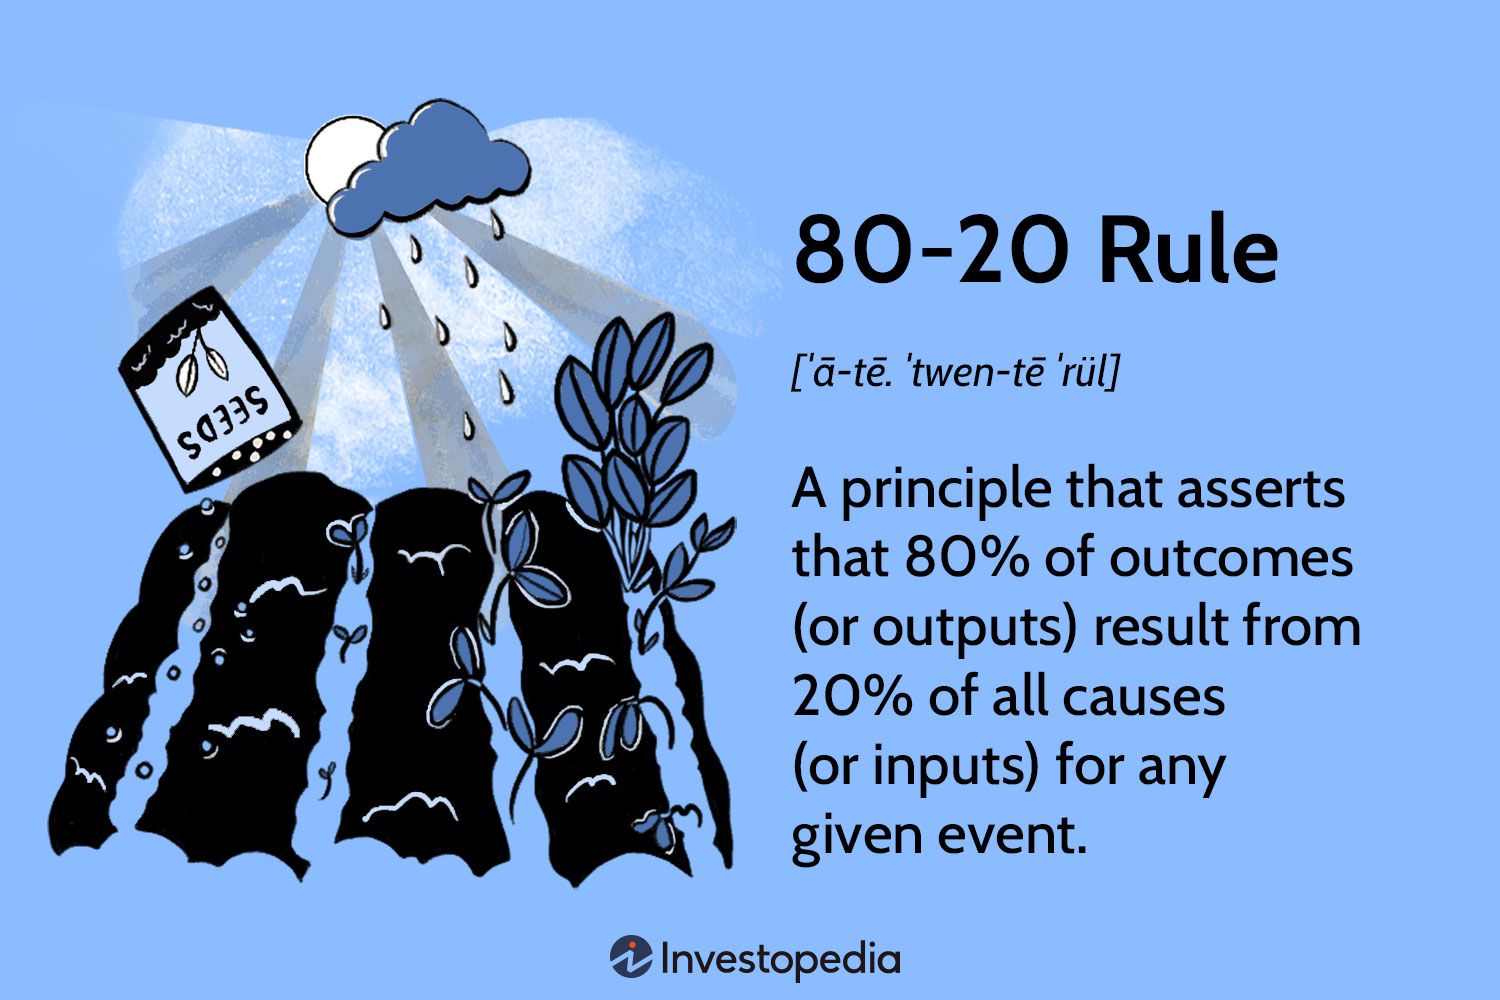 SEEDS
80-20 Rule
[ˈā-tē. ˈtwen-tē ˈrül]
A principle that asserts
that 80% of outcomes
(or outputs) result from
20% of all causes
(or inputs) for any
given event.
Investopedia